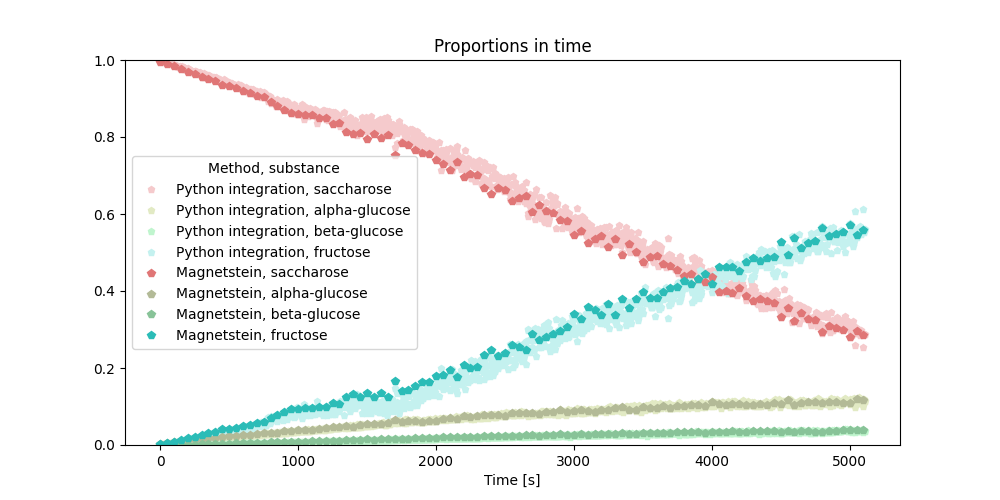 Proportions in time
1.0
0.8
0.6
0.4
0.2
0.0
Method, substance
Python integration, saccharose
Python integration, alpha-glucose
Python integration, beta-glucose
Python integration, fructose
Magnetstein, saccharose
Magnetstein, alpha-glucose
Magnetstein, beta-glucose
Magnetstein, fructose
0 1000 2000 3000 4000 5000
Time [s]